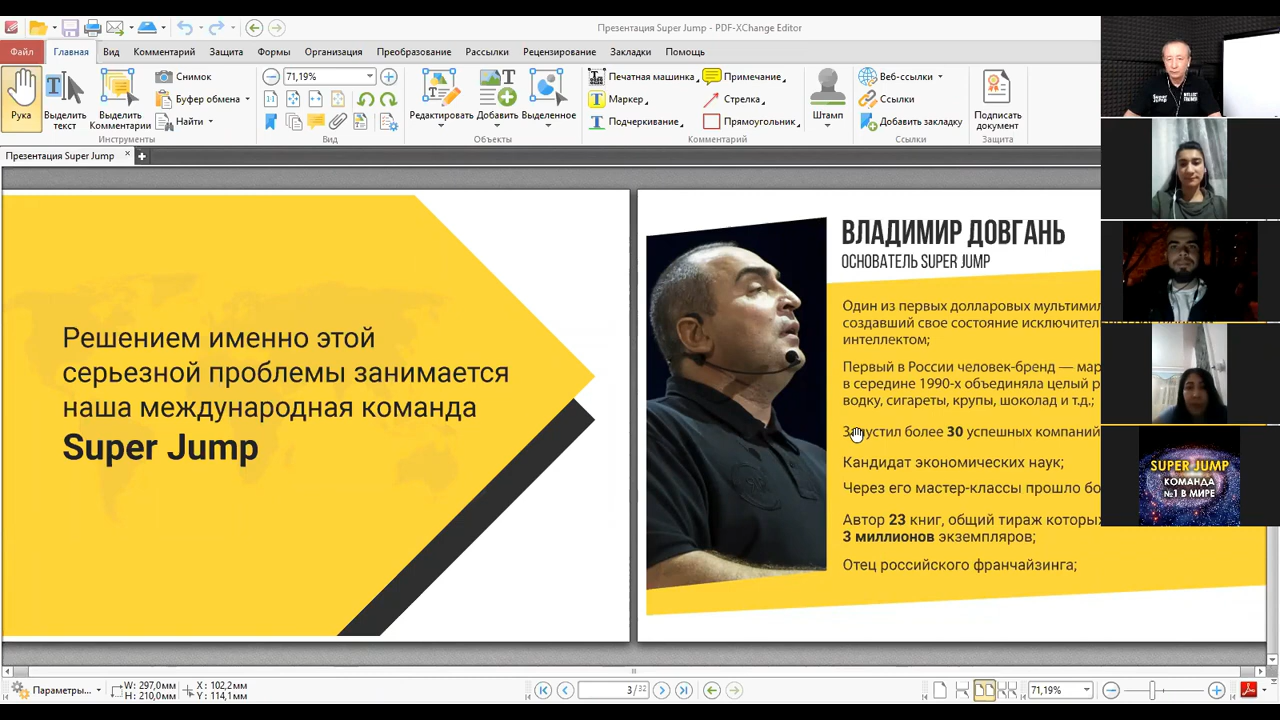 Презентация Super Jump - PDF-XChange Editor
Файл Главная Вид Комментарий Защита Формы Организация Преобразование Рассылки Рецензирование Закладки Помощь
Рука
Выделить текст
Выделить Комментарии
Снимок
Буфер обмена
Найти
Инструменты
71,19%
Вид
Редактировать
Добавить
Выделенное
Объекты
Печатная машинка
Маркер
Подчеркивание
Примечание
Стрелка
Прямоугольник
Комментарий
Штамп
Веб-ссылки
Ссылки
Добавить закладку
Ссылки
Подписать документ
Защита
Презентация Super Jump
Решением именно этой
серьезной проблемы занимается
наша международная команда
Super Jump
ВЛАДИМИР ДОВГАНЬ
ОСНОВАТЕЛЬ SUPER JUMP
Один из первых долларовых
создавший свое состояние
интеллектом;
Первый в России человек-бренд —
в середине 1990-х объединяла целый
водку, сигареты, крупы, шоколад и т.д.;
Запустил более 30 успешных компаний
Кандидат экономических наук;
Через его мастер-классы прошло
Автор 23 книг, общий тираж которых
3 миллионов экземпляров;
Отец российского франчайзинга;
Super Jump
SUPER JUMP
КОМАНДА
№1 В МИРЕ
Параметры...
W: 297,0мм
H: 210,0мм
X: 102,2мм
Y: 114,1мм
3 / 32
71,19%